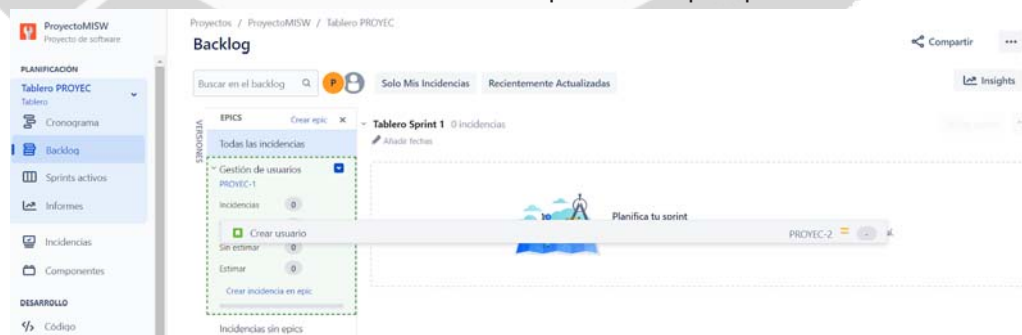 ProyectoMISW
Proyecto de software
Proyectos / ProyectoMISW / Tablero PROYEC
Backlog
Compartir
PLANIFICACIÓN
Tablero PROYEC
Tablero
Buscar en el backlog
P
Solo Mis Incidencias
Recientemente Actualizadas
Insights
Cronograma
Backlog
Sprints activos
Informes
Incidencias
Componentes
DESARROLLO
Código
VERSIONES
EPICS
Crear epic
Todas las incidencias
Gestión de usuarios
PROYEC-1
Incidencias 0
Crear usuario
PROYEC-2
Sin estimar 0
Estimar 0
Crear incidencia en epic
Incidencias sin epics
Tablero Sprint 1 0 incidencias
Añadir fechas
Planifica tu sprint